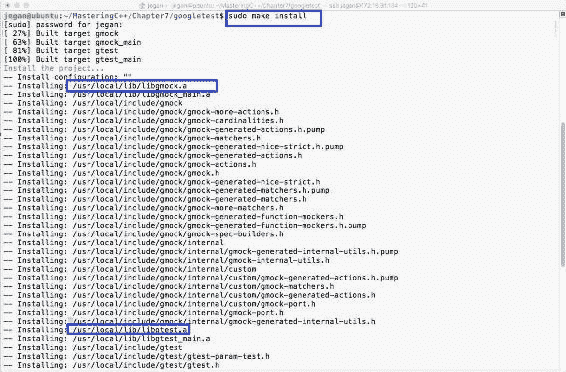 jegan@ubuntu:~/MasteringC++/Chapter7/googletest$ sudo make install
[sudo] password for jegan:
[ 27%] Built target gmock
[ 63%] Built target gmock_main
[ 81%] Built target gtest
[100%] Built target gtest_main
Install the project...
-- Install configuration: ""
-- Installing: /usr/local/lib/libgmock.a
-- Installing: /usr/local/lib/libgmock_main.a
-- Installing: /usr/local/include/gmock
-- Installing: /usr/local/include/gmock/gmock-more-actions.h
-- Installing: /usr/local/include/gmock/gmock-cardinalities.h
-- Installing: /usr/local/include/gmock/gmock-generated-actions.h.pump
-- Installing: /usr/local/include/gmock/gmock-matchers.h
-- Installing: /usr/local/include/gmock/gmock-generated-actions.h
-- Installing: /usr/local/include/gmock/gmock-generated-nice-strict.h.pump
-- Installing: /usr/local/include/gmock/gmock-actions.h
-- Installing: /usr/local/include/gmock/gmock.h
-- Installing: /usr/local/include/gmock/gmock-generated-nice-strict.h
-- Installing: /usr/local/include/gmock/gmock-generated-matchers.h.pump
-- Installing: /usr/local/include/gmock/gmock-generated-matchers.h
-- Installing: /usr/local/include/gmock/gmock-more-matchers.h
-- Installing: /usr/local/include/gmock/gmock-generated-function-mockers.h
-- Installing: /usr/local/include/gmock/gmock-generated-function-mockers.h.pump
-- Installing: /usr/local/include/gmock/gmock-spec-builders.h
-- Installing: /usr/local/include/gmock/internal
-- Installing: /usr/local/include/gmock/internal/gmock-generated-internal-utils.h.pump
-- Installing: /usr/local/include/gmock/internal/gmock-internal-utils.h
-- Installing: /usr/local/include/gmock/internal/custom
-- Installing: /usr/local/include/gmock/internal/custom/gmock-generated-actions.h.pump
-- Installing: /usr/local/include/gmock/internal/custom/gmock-matchers.h
-- Installing: /usr/local/include/gmock/internal/custom/gmock-generated-actions.h
-- Installing: /usr/local/include/gmock/internal/custom/gmock-port.h
-- Installing: /usr/local/include/gmock/internal/gmock-port.h
-- Installing: /usr/local/include/gmock/internal/gmock-generated-internal-utils.h
-- Installing: /usr/local/lib/libgtest.a
-- Installing: /usr/local/lib/libgtest_main.a
-- Installing: /usr/local/include/gtest
-- Installing: /usr/local/include/gtest/gtest-param-test.h
-- Installing: /usr/local/include/gtest/gtest.h